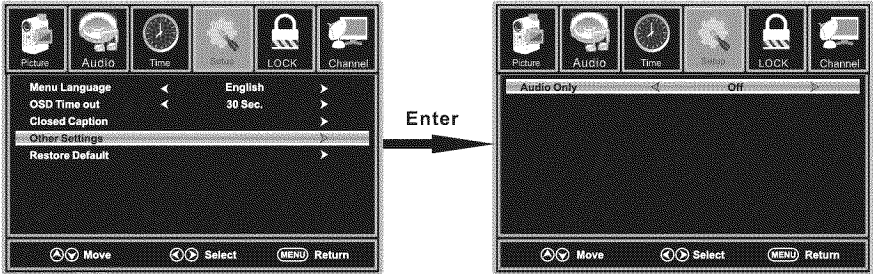 Picture Audio Time Setup LOCK Channel
Menu Language English
OSD Time out 30 Sec.
Closed Caption
Other Settings
Restore Default
Move Select MENU Return
Enter
Picture Audio Time Setup LOCK Channel
Audio Only Off
Move Select MENU Return